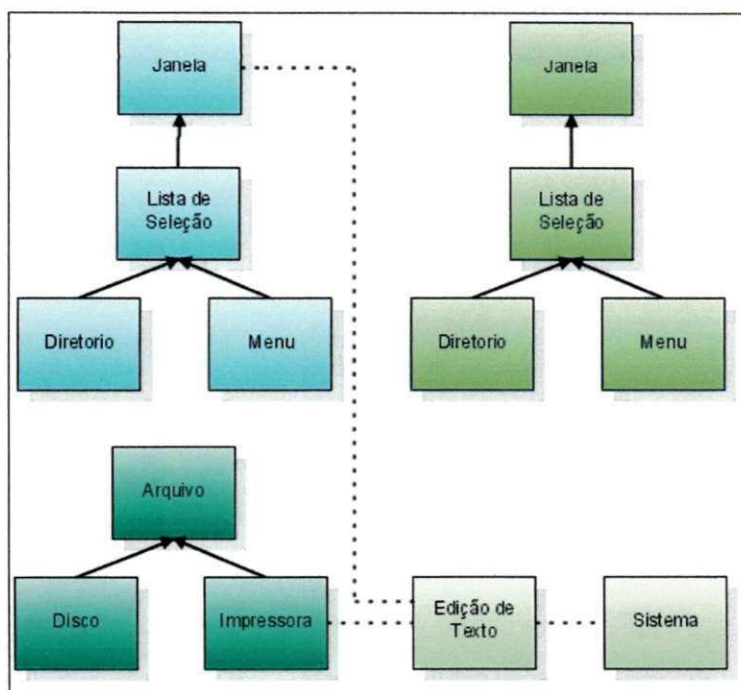 Janela
Janela
Lista de
Seleção
Lista de
Seleção
Diretorio
Menu
Diretorio
Menu
Arquivo
Disco
Impressora
Edição de
Texto
Sistema